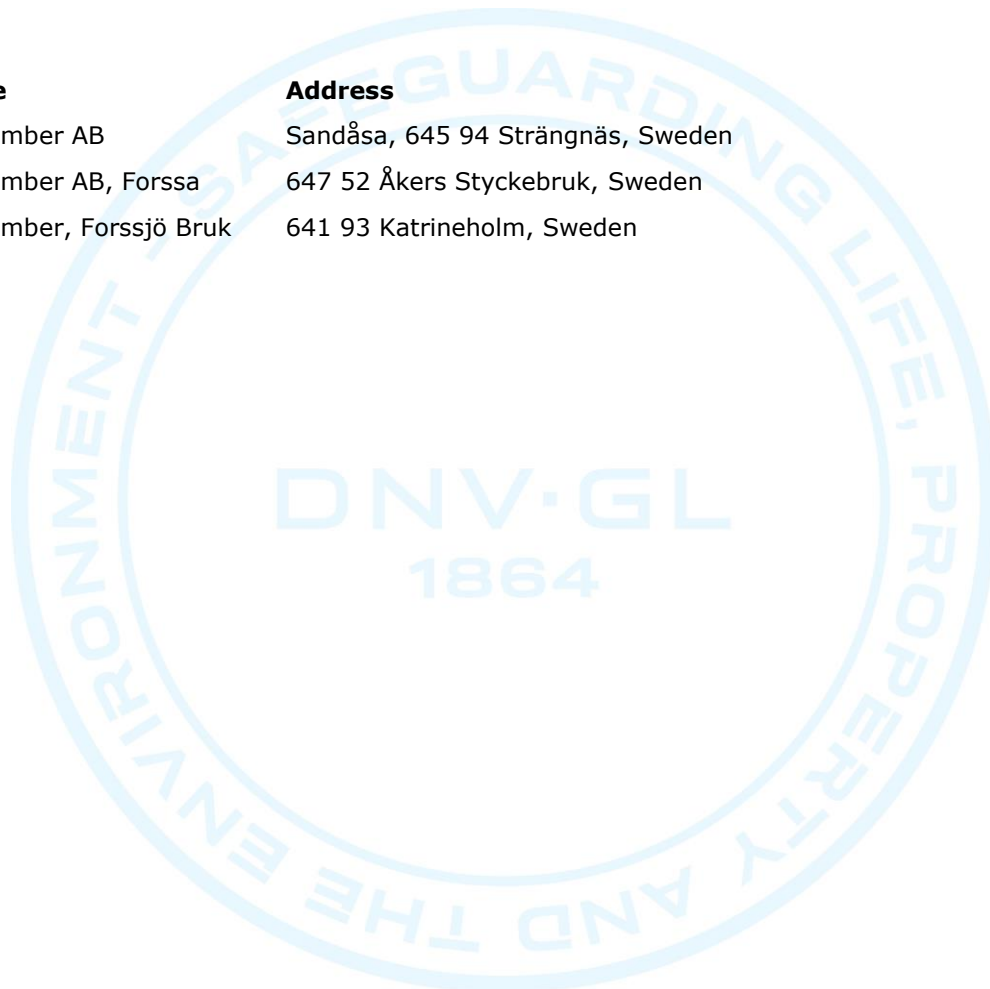 e Address
mber AB Sandåsa, 645 94 Strängnäs, Sweden
mber AB, Forssa 647 52 Åkers Styckebruk, Sweden
mber, Forssjö Bruk 641 93 Katrineholm, Sweden
SAFEGUARDING LIFE, PROPERTY AND THE ENVIRONMENT -
DNV·GL
1864